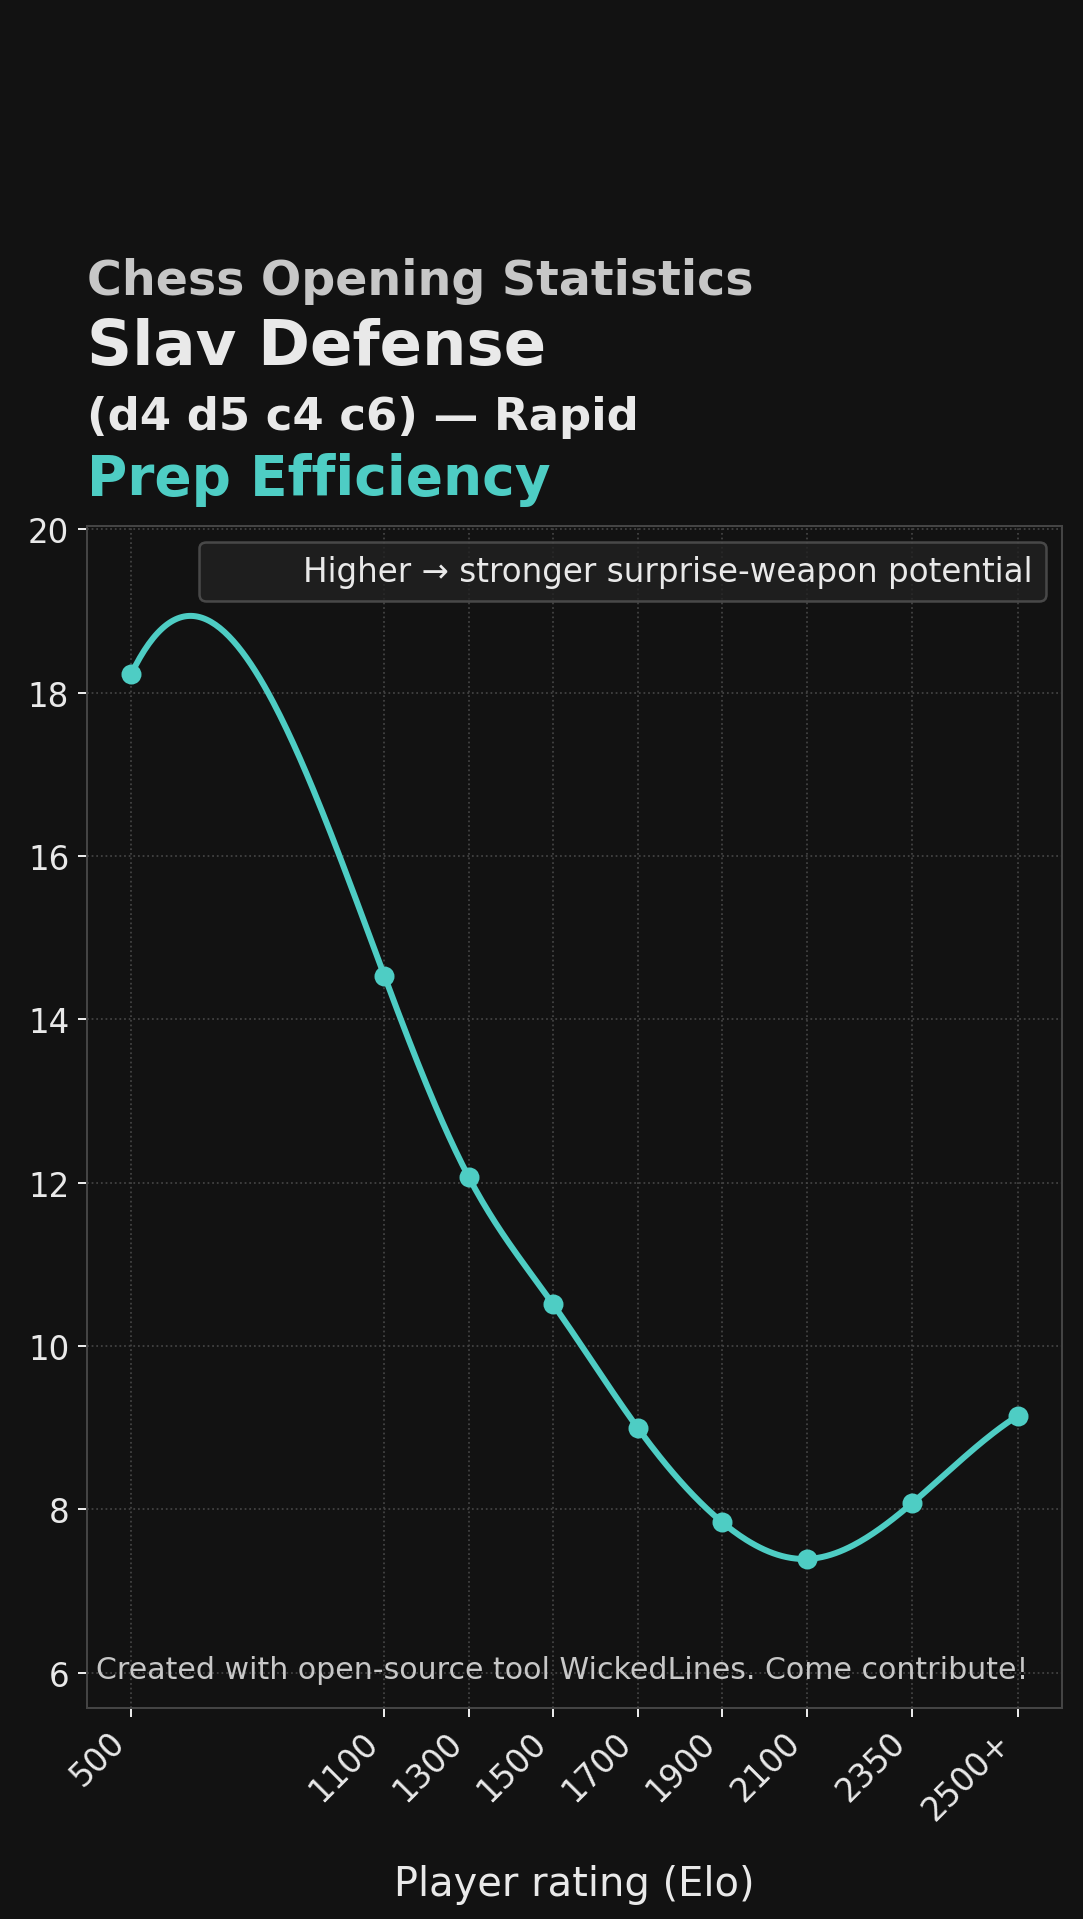 Chess Opening Statistics
Slav Defense
(d4 d5 c4 c6) — Rapid
Prep Efficiency
Higher → stronger surprise-weapon potential
20
18
16
14
12
10
8
6
Created with open-source tool WickedLines. Come contribute!
500
1100
1300
1500
1700
1900
2100
2350
2500+
Player rating (Elo)